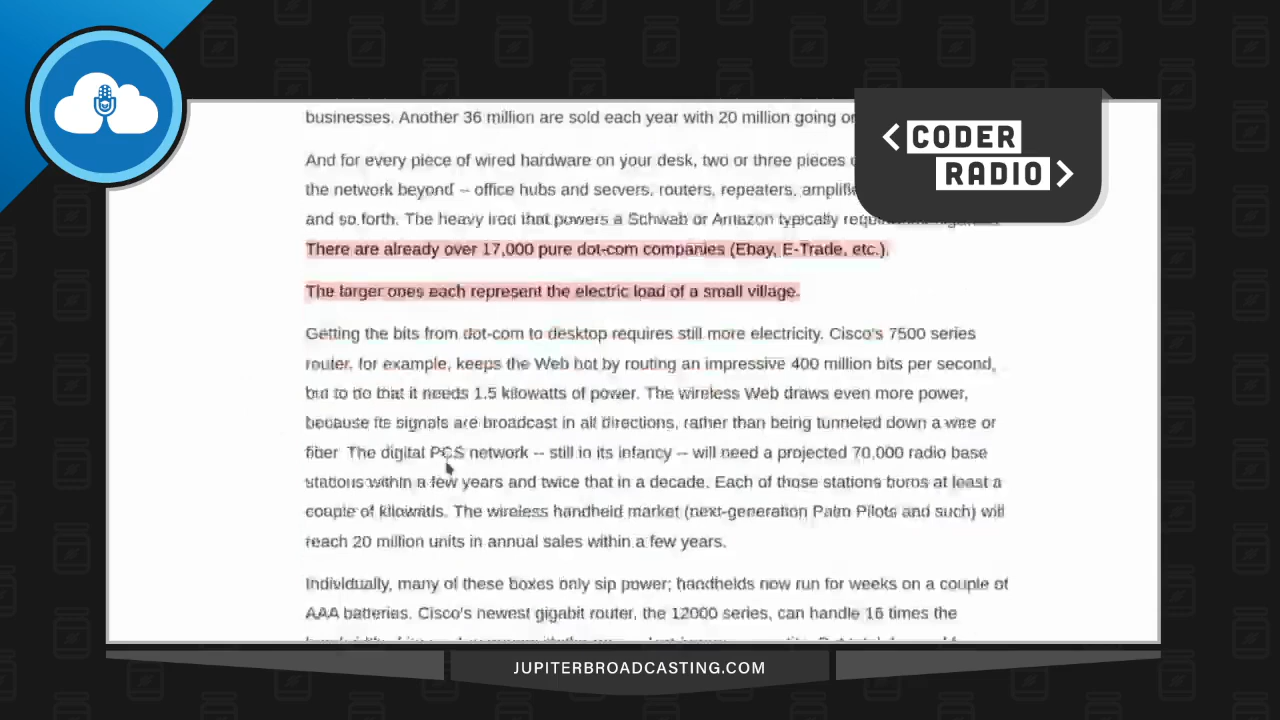 CODER
RADIO
businesses. Another 36 million are sold each year with 20 million going
And for every piece of wired hardware on your desk, two or three pieces
the network beyond -- office hubs and servers, routers, repeaters,
and so forth. The heavy iron that powers a Schwab or Amazon typically
There are already over 17,000 pure dot-com companies (Ebay, E-Trade, etc.).
The larger ones each represent the electric load of a small village.
Getting the bits from dot-com to desktop requires still more electricity. Cisco's 7500 series
router, for example, keeps the Web hot by routing an impressive 400 million bits per second,
but to do that it needs 1.5 kilowatts of power. The wireless Web draws even more power,
because its signals are broadcast in all directions, rather than being tunneled down a wire or
fiber. The digital PCS network -- still in its infancy -- will need a projected 70,000 radio base
stations within a few years and twice that in a decade. Each of those stations burns at least a
couple of kilowatts. The wireless handheld market (next-generation Palm Pilots and such) will
reach 20 million units in annual sales within a few years.
Individually, many of these boxes only sip power; handhelds now run for weeks on a couple of
AAA batteries. Cisco's newest gigabit router, the 12000 series, can handle 16 times the
JUPITERBROADCASTING.COM